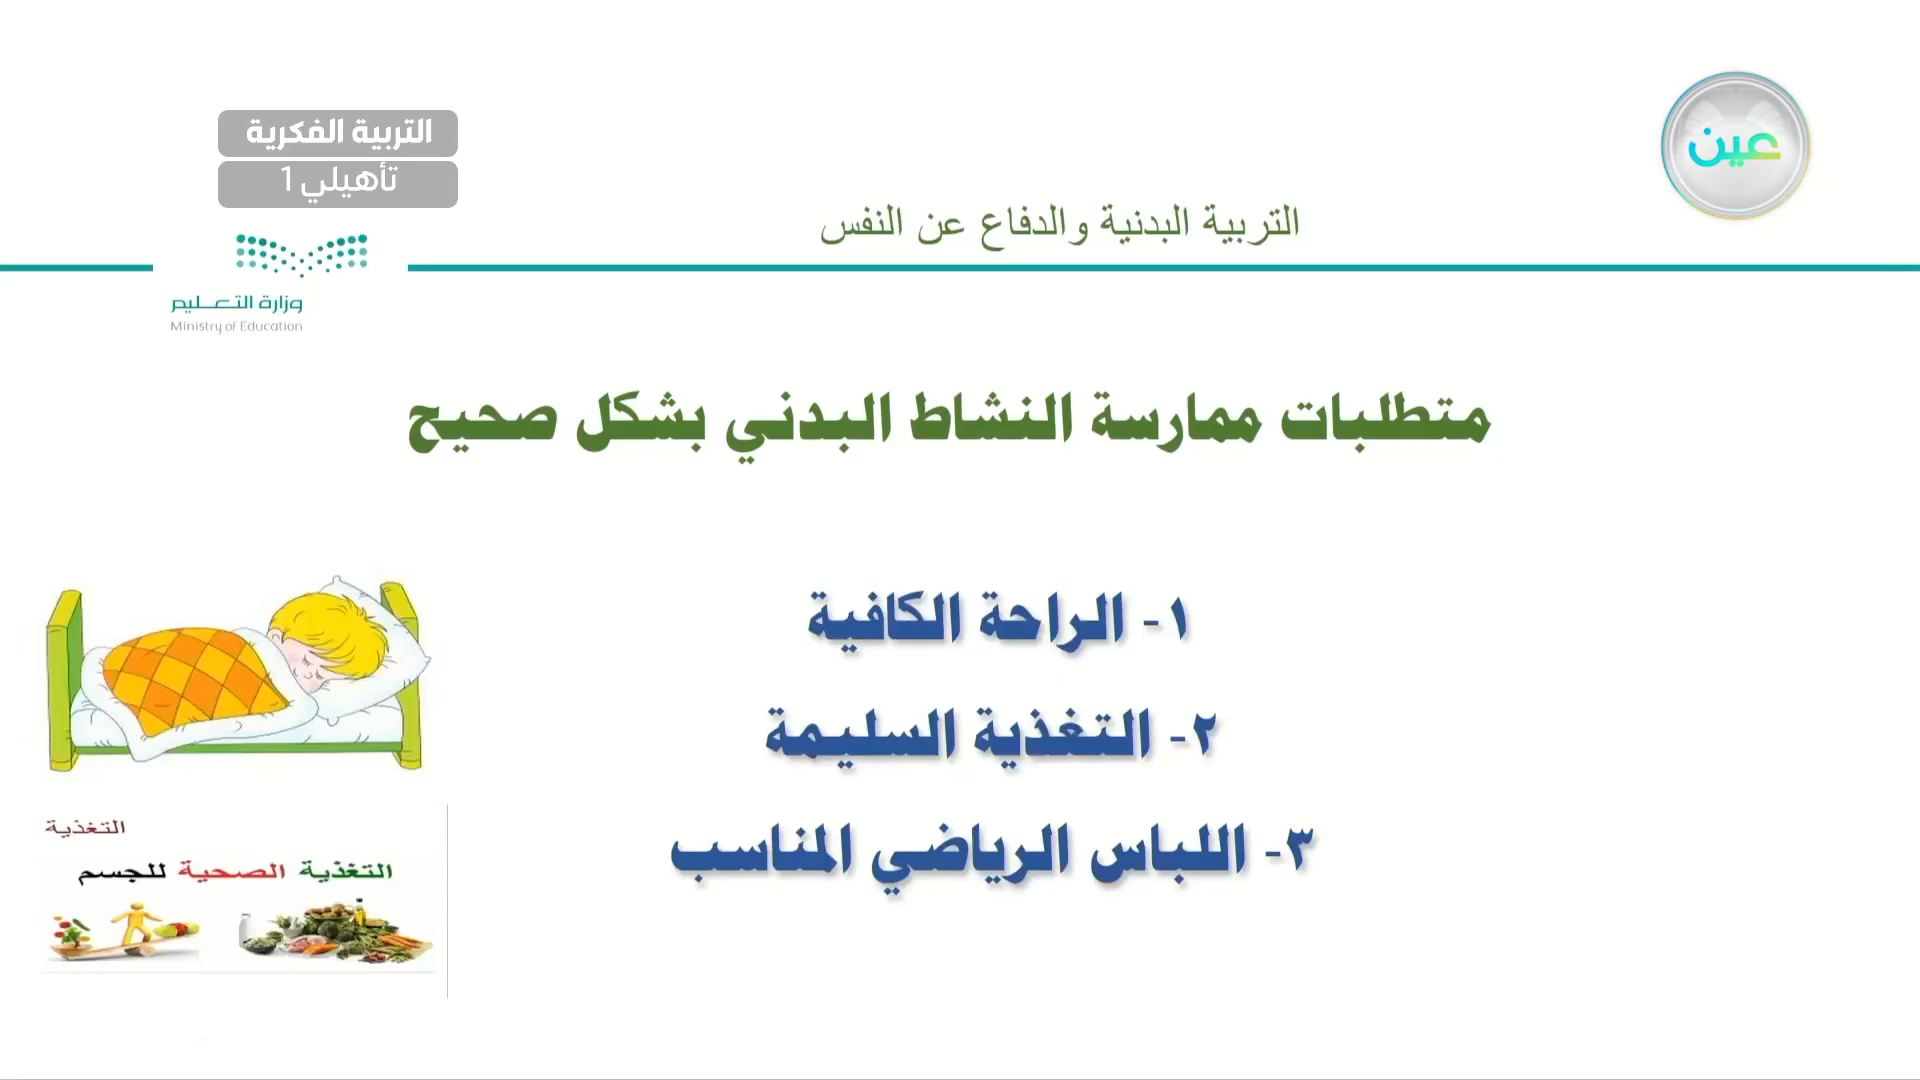 عين
التربية الفكرية
تأهيلي 1
التربية البدنية والدفاع عن النفس
وزارة التعليم
Ministry of Education
متطلبات ممارسة النشاط البدني بشكل صحيح
١- الراحة الكافية
٢- التغذية السليمة
٣- اللباس الرياضي المناسب
التغذية
التغذية الصحية للجسم